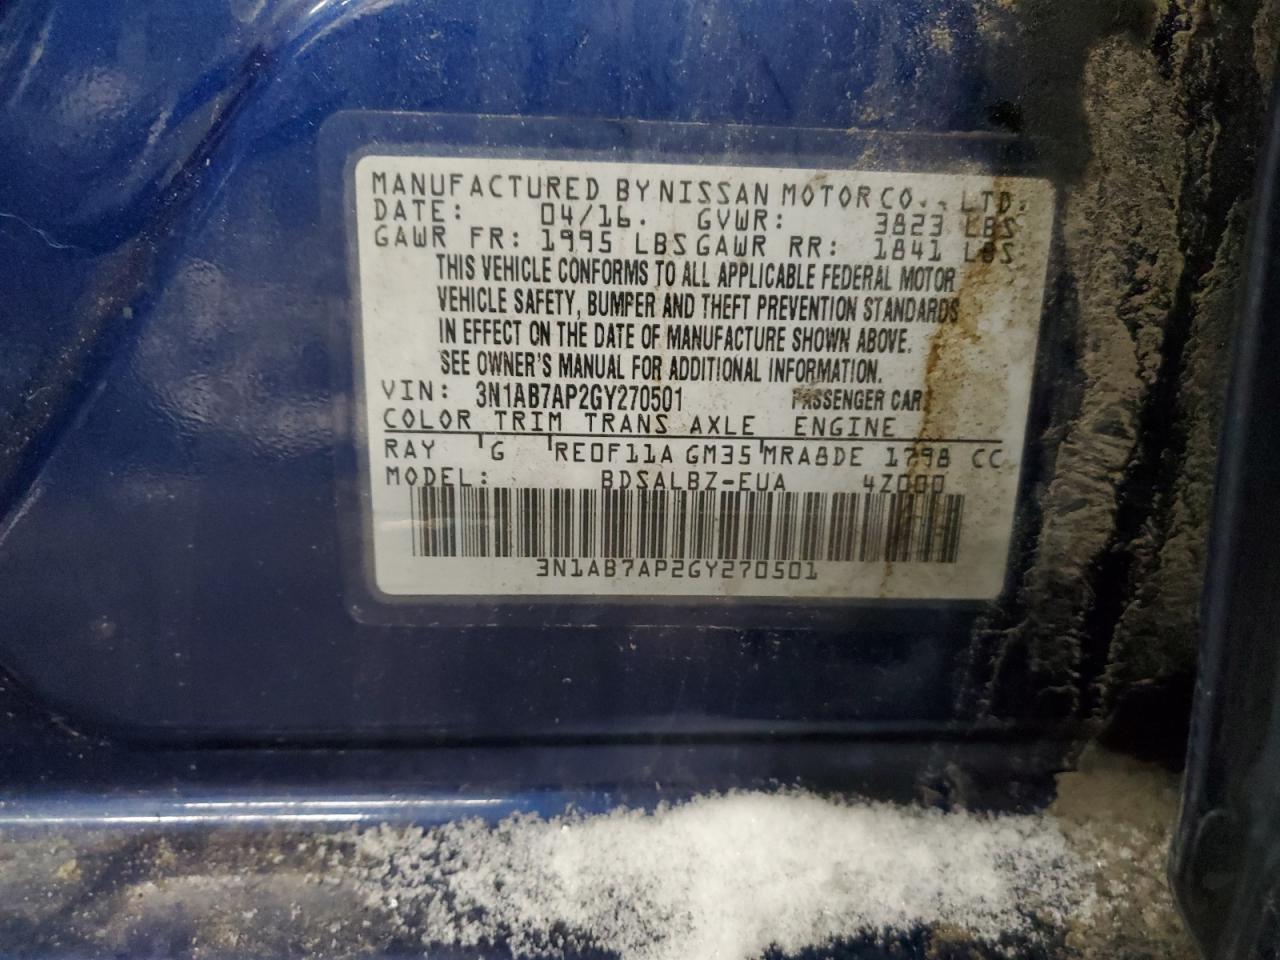 MANUFACTURED BY NISSAN MOTOR CO., LTD.
DATE: 04/16. GVWR: 3823 LBS
GAWR FR: 1995 LBS GAWR RR: 1841 LBS
THIS VEHICLE CONFORMS TO ALL APPLICABLE FEDERAL MOTOR
VEHICLE SAFETY, BUMPER AND THEFT PREVENTION STANDARDS
IN EFFECT ON THE DATE OF MANUFACTURE SHOWN ABOVE.
SEE OWNER'S MANUAL FOR ADDITIONAL INFORMATION.
VIN: 3N1AB7AP2GY270501 PASSENGER CAR
COLOR TRIM TRANS AXLE ENGINE
RAY G RE0F11A GM35 MRA8DE 1798 CC
MODEL: BDSALBZ-EUA 4Z000
3N1AB7AP2GY270501